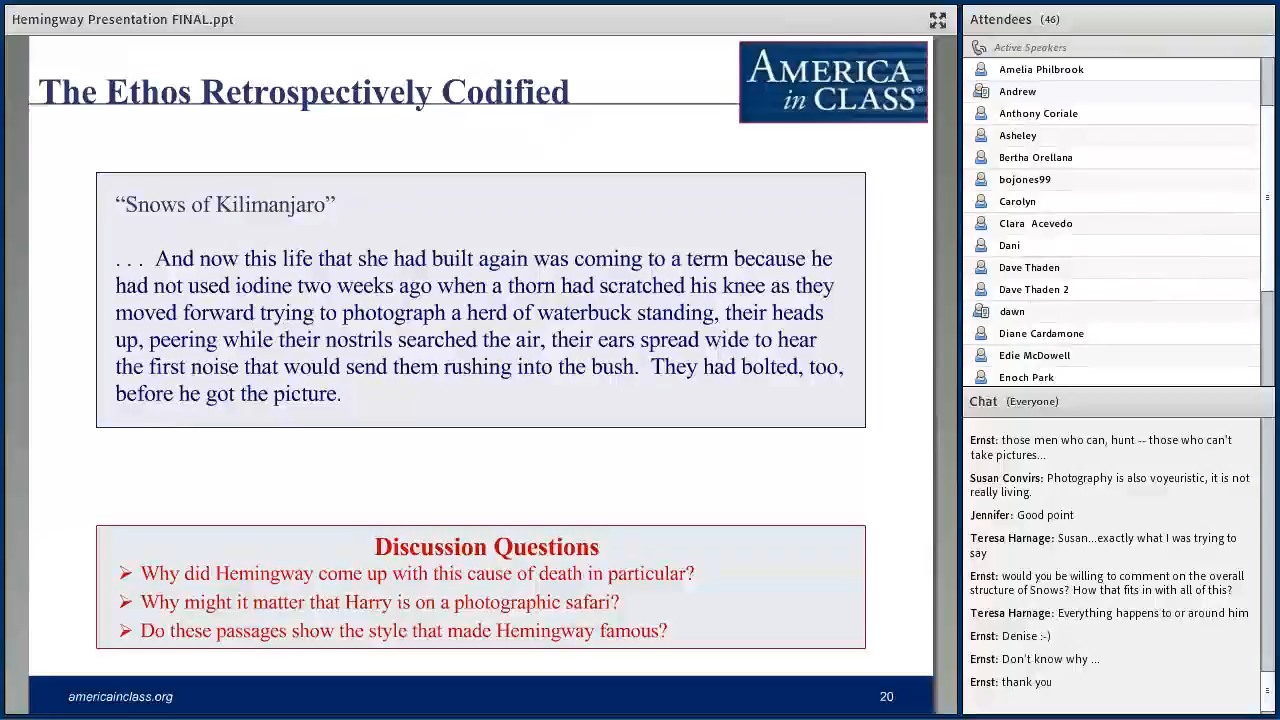 Hemingway Presentation FINAL.ppt
The Ethos Retrospectively Codified
AMERICA
in CLASS®
“Snows of Kilimanjaro”
. . .  And now this life that she had built again was coming to a term because he
had not used iodine two weeks ago when a thorn had scratched his knee as they
moved forward trying to photograph a herd of waterbuck standing, their heads
up, peering while their nostrils searched the air, their ears spread wide to hear
the first noise that would send them rushing into the bush.  They had bolted, too,
before he got the picture.
Discussion Questions
➢ Why did Hemingway come up with this cause of death in particular?
➢ Why might it matter that Harry is on a photographic safari?
➢ Do these passages show the style that made Hemingway famous?
americainclass.org
20
Attendees (46)
Active Speakers
Amelia Philbrook
Andrew
Anthony Coriale
Asheley
Bertha Orellana
bojones99
Carolyn
Clara Acevedo
Dani
Dave Thaden
Dave Thaden 2
dawn
Diane Cardamone
Edie McDowell
Enoch Park
Chat (Everyone)
Ernst: those men who can, hunt -- those who can't
take pictures...
Susan Convirs: Photography is also voyeuristic, it is not
really living.
Jennifer: Good point
Teresa Harnage: Susan...exactly what I was trying to
say
Ernst: would you be willing to comment on the overall
structure of Snows? How that fits in with all of this?
Teresa Harnage: Everything happens to or around him
Ernst: Denise :-)
Ernst: Don't know why ...
Ernst: thank you